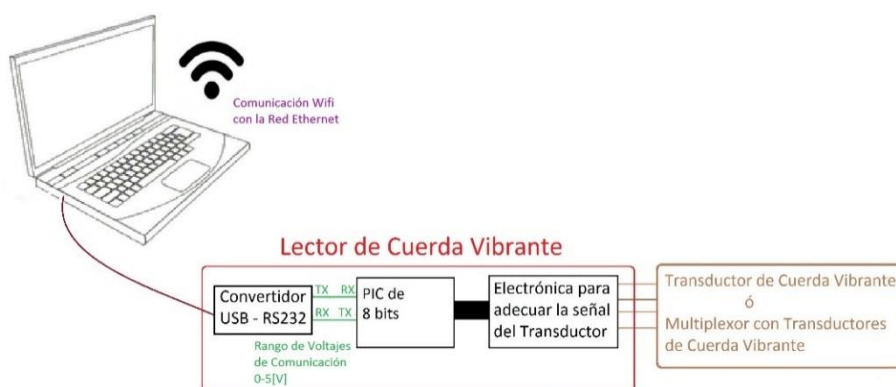 Comunicación Wifi
con la Red Ethernet
Lector de Cuerda Vibrante
Convertidor
USB - RS232
TX RX
RX TX
PIC de
8 bits
Electrónica para
adecuar la señal
del Transductor
Rango de Voltajes
de Comunicación
0-5[V]
Transductor de Cuerda Vibrante
ó
Multiplexor con Transductores
de Cuerda Vibrante